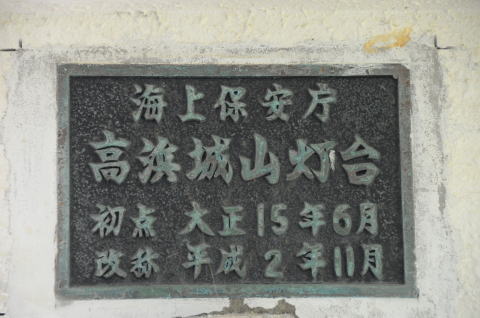 海上保安庁
高浜城山灯台
初点 大正15年6月
改称 平成2年11月